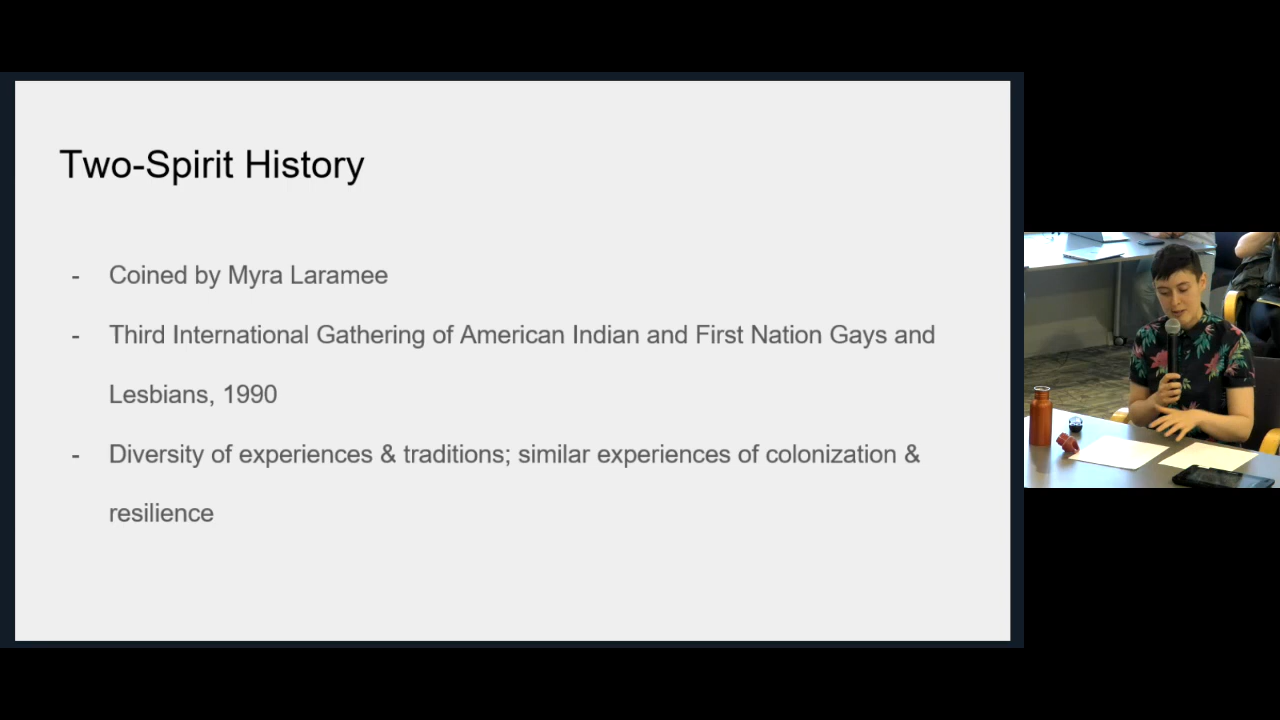 Two-Spirit History
- Coined by Myra Laramee
- Third International Gathering of American Indian and First Nation Gays and
Lesbians, 1990
- Diversity of experiences & traditions; similar experiences of colonization &
resilience